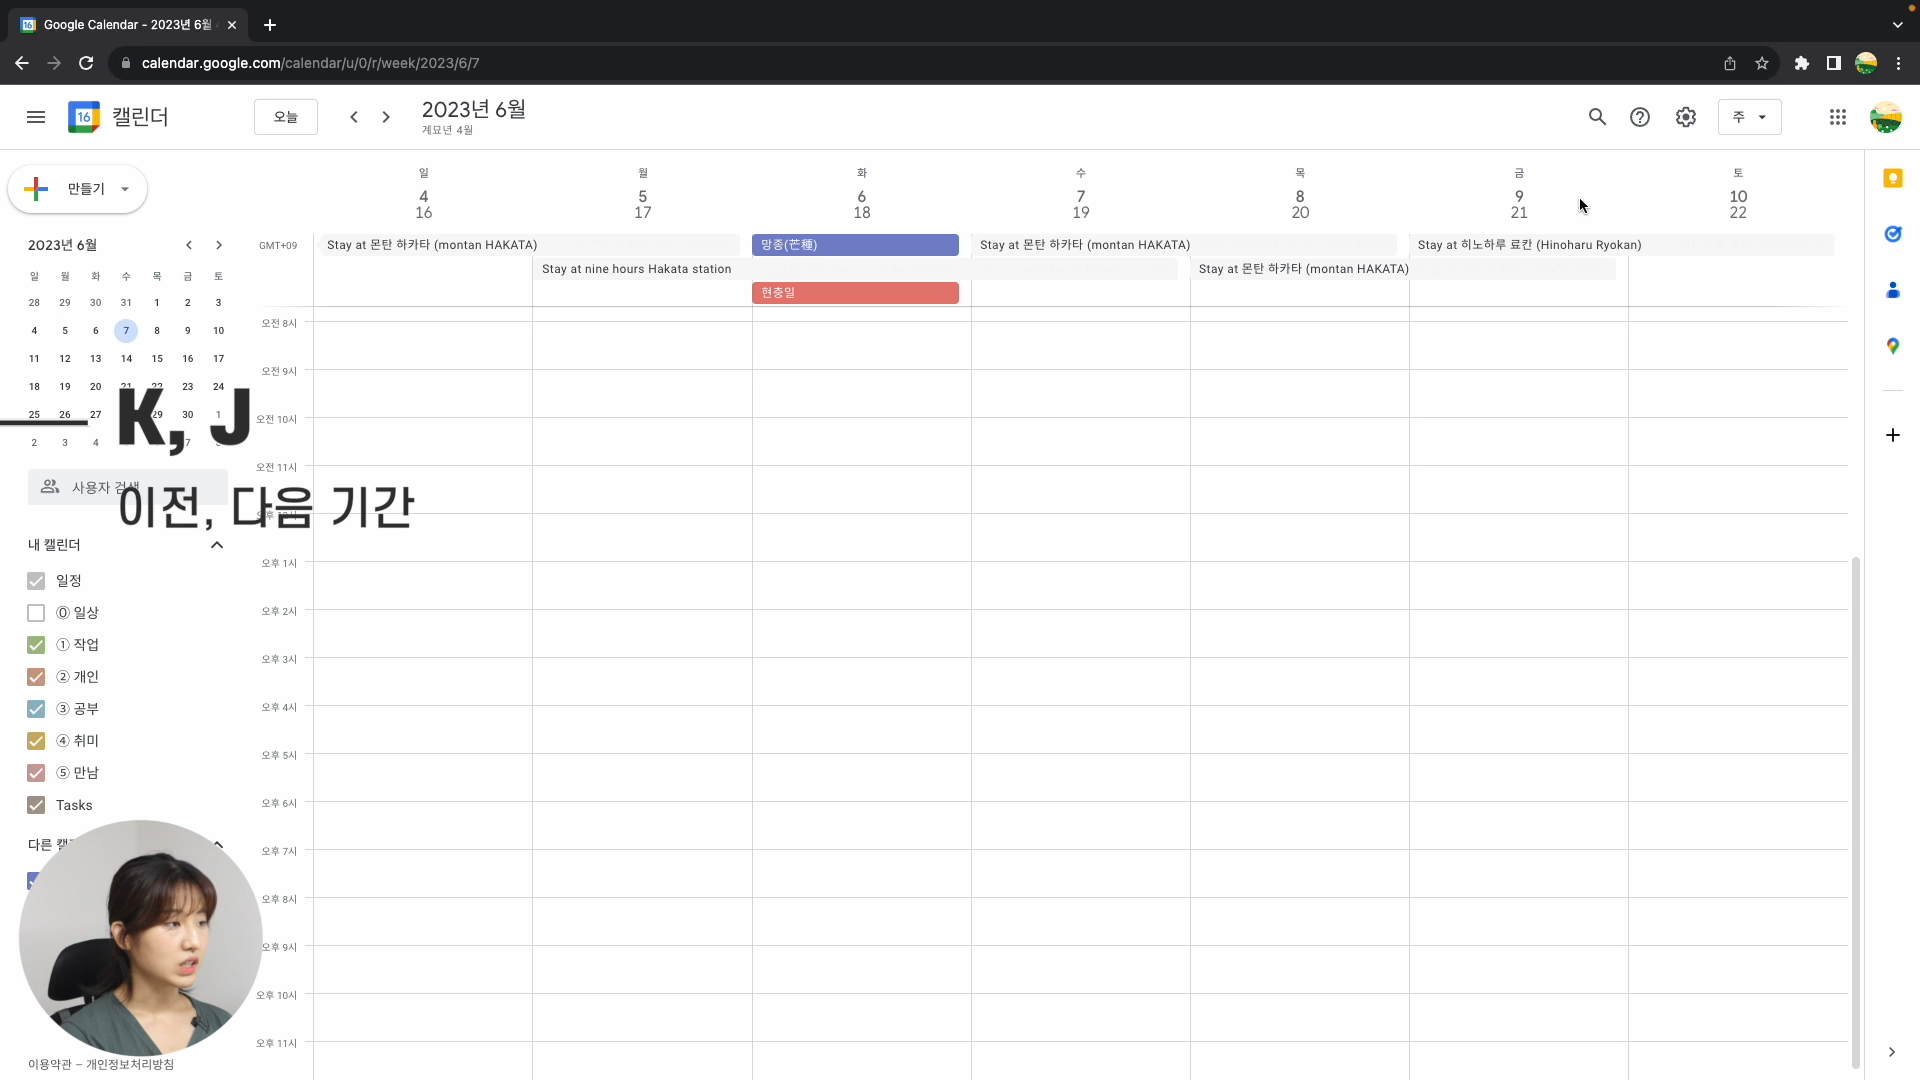 Google Calendar - 2023년 6월
calendar.google.com/calendar/u/0/r/week/2023/6/7
16 캘린더
오늘
2023년 6월
계묘년 4월
주
만들기
일 월 화 수 목 금 토
4 5 6 7 8 9 10
16 17 18 19 20 21 22
GMT+09
Stay at 몬탄 하카타 (montan HAKATA)
망종(芒種)
Stay at 몬탄 하카타 (montan HAKATA)
Stay at 히노하루 료칸 (Hinoharu Ryokan)
Stay at nine hours Hakata station
Stay at 몬탄 하카타 (montan HAKATA)
현충일
2023년 6월
일 월 화 수 목 금 토
28 29 30 31 1 2 3
4 5 6 7 8 9 10
11 12 13 14 15 16 17
18 19 20 21 22 23 24
25 26 27 29 30 1
2 3 4 7
K, J
이전, 다음 기간
사용자 검색
내 캘린더
일정
⓪ 일상
① 작업
② 개인
③ 공부
④ 취미
⑤ 만남
Tasks
다른
이용약관 – 개인정보처리방침
오전 8시
오전 9시
오전 10시
오전 11시
오후 1시
오후 2시
오후 3시
오후 4시
오후 5시
오후 6시
오후 7시
오후 8시
오후 9시
오후 10시
오후 11시